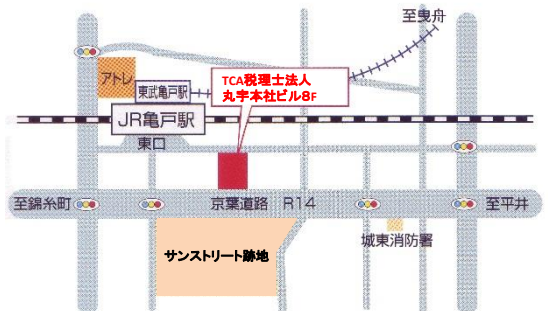 至曳舟
アトレ
TCA税理士法人
丸宇本社ビル8F
東武亀戸駅
JR亀戸駅
東口
至錦糸町
京葉道路 R14
至平井
城東消防署
サンストリート跡地